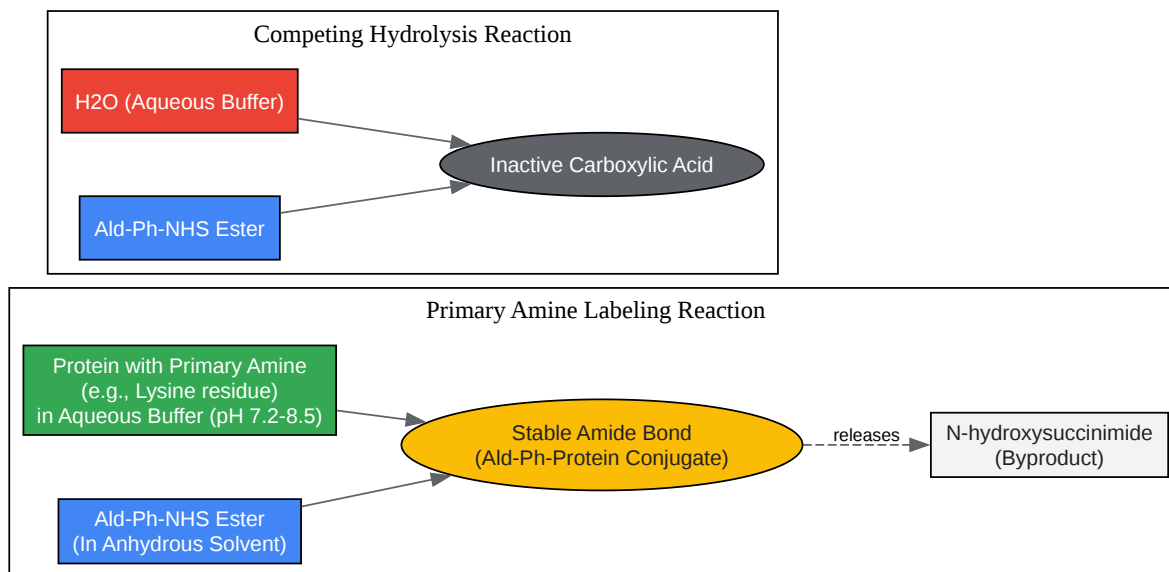 Competing Hydrolysis Reaction
H2O (Aqueous Buffer)
Inactive Carboxylic Acid
Ald-Ph-NHS Ester
Primary Amine Labeling Reaction
Protein with Primary Amine
(e.g., Lysine residue)
in Aqueous Buffer (pH 7.2-8.5)
Stable Amide Bond
(Ald-Ph-Protein Conjugate)
releases
N-hydroxysuccinimide
(Byproduct)
Ald-Ph-NHS Ester
(In Anhydrous Solvent)